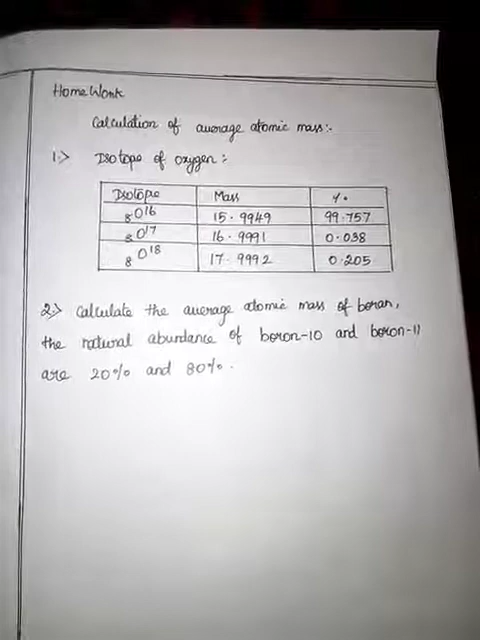 Home Work
Calculation of average atomic mass:-
1.> Isotope of oxygen:
Isotope Mass %
₈O¹⁶ 15.9949 99.757
₈O¹⁷ 16.9991 0.038
₈O¹⁸ 17.9992 0.205
2.> Calculate the average atomic mass of boran,
the natural abundance of boron-10 and boron-11
are 20% and 80%.